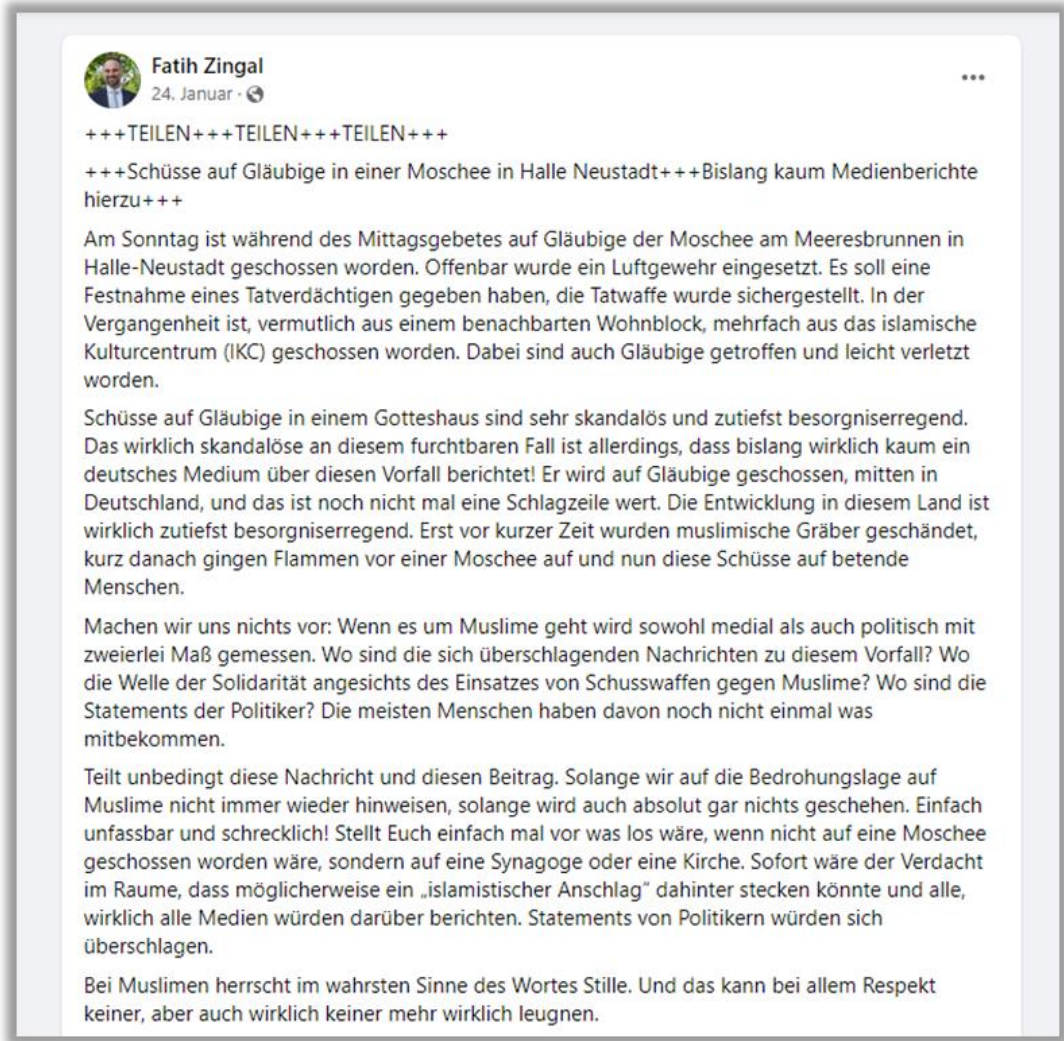 Fatih Zingal
24. Januar ·
+++TEILEN+++TEILEN+++TEILEN+++
+++Schüsse auf Gläubige in einer Moschee in Halle Neustadt+++Bislang kaum Medienberichte
hierzu+++
Am Sonntag ist während des Mittagsgebetes auf Gläubige der Moschee am Meeresbrunnen in
Halle-Neustadt geschossen worden. Offenbar wurde ein Luftgewehr eingesetzt. Es soll eine
Festnahme eines Tatverdächtigen gegeben haben, die Tatwaffe wurde sichergestellt. In der
Vergangenheit ist, vermutlich aus einem benachbarten Wohnblock, mehrfach aus das islamische
Kulturcentrum (IKC) geschossen worden. Dabei sind auch Gläubige getroffen und leicht verletzt
worden.
Schüsse auf Gläubige in einem Gotteshaus sind sehr skandalös und zutiefst besorgniserregend.
Das wirklich skandalöse an diesem furchtbaren Fall ist allerdings, dass bislang wirklich kaum ein
deutsches Medium über diesen Vorfall berichtet! Er wird auf Gläubige geschossen, mitten in
Deutschland, und das ist noch nicht mal eine Schlagzeile wert. Die Entwicklung in diesem Land ist
wirklich zutiefst besorgniserregend. Erst vor kurzer Zeit wurden muslimische Gräber geschändet,
kurz danach gingen Flammen vor einer Moschee auf und nun diese Schüsse auf betende
Menschen.
Machen wir uns nichts vor: Wenn es um Muslime geht wird sowohl medial als auch politisch mit
zweierlei Maß gemessen. Wo sind die sich überschlagenden Nachrichten zu diesem Vorfall? Wo
die Welle der Solidarität angesichts des Einsatzes von Schusswaffen gegen Muslime? Wo sind die
Statements der Politiker? Die meisten Menschen haben davon noch nicht einmal was
mitbekommen.
Teilt unbedingt diese Nachricht und diesen Beitrag. Solange wir auf die Bedrohungslage auf
Muslime nicht immer wieder hinweisen, solange wird auch absolut gar nichts geschehen. Einfach
unfassbar und schrecklich! Stellt Euch einfach mal vor was los wäre, wenn nicht auf eine Moschee
geschossen worden wäre, sondern auf eine Synagoge oder eine Kirche. Sofort wäre der Verdacht
im Raume, dass möglicherweise ein „islamistischer Anschlag" dahinter stecken könnte und alle,
wirklich alle Medien würden darüber berichten. Statements von Politikern würden sich
überschlagen.
Bei Muslimen herrscht im wahrsten Sinne des Wortes Stille. Und das kann bei allem Respekt
keiner, aber auch wirklich keiner mehr wirklich leugnen.